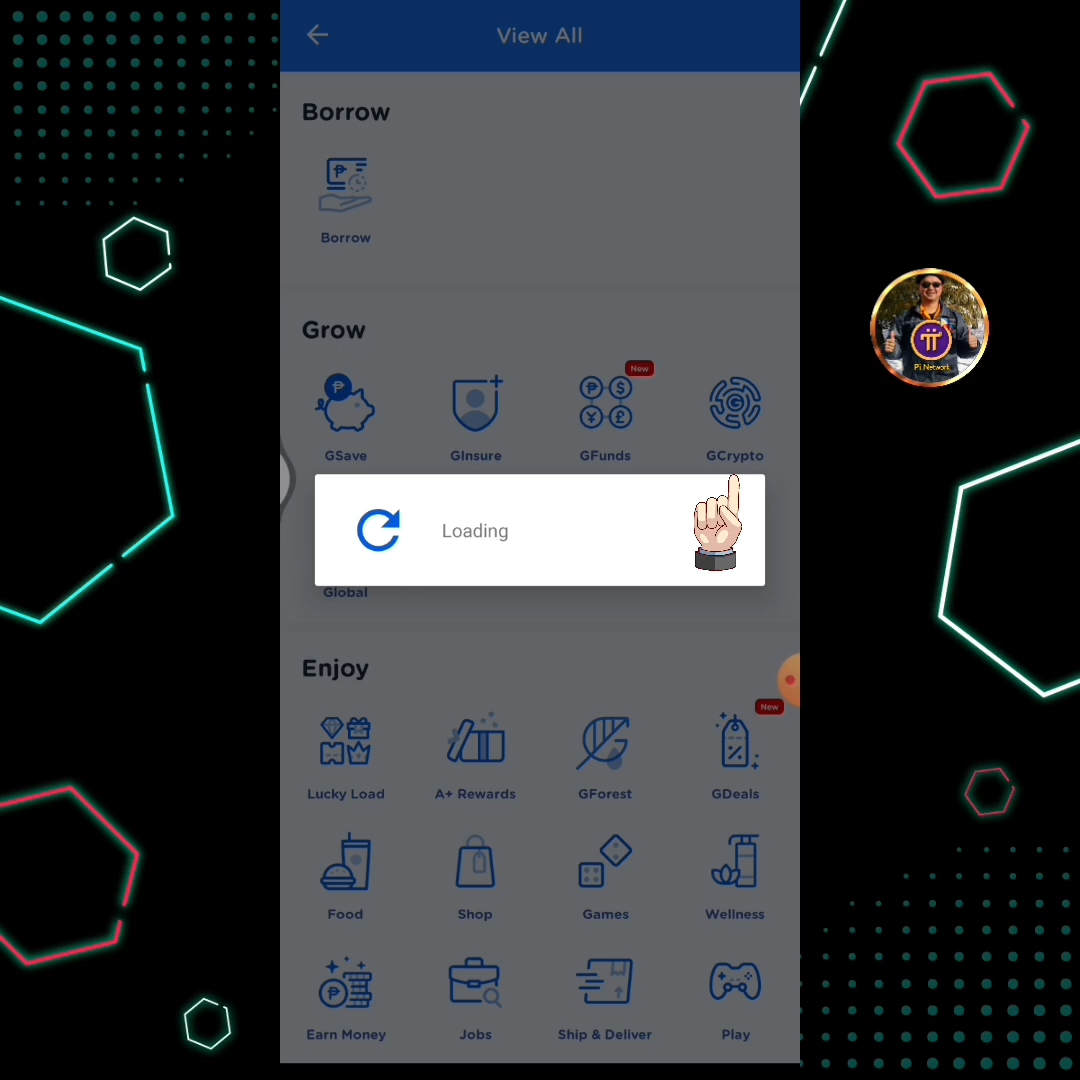 View All
Borrow
Borrow
Grow
New
GSave GInsure GFunds GCrypto
Loading
Global
Enjoy
New
Lucky Load A+ Rewards GForest GDeals
Food Shop Games Wellness
Earn Money Jobs Ship & Deliver Play
Pi Network